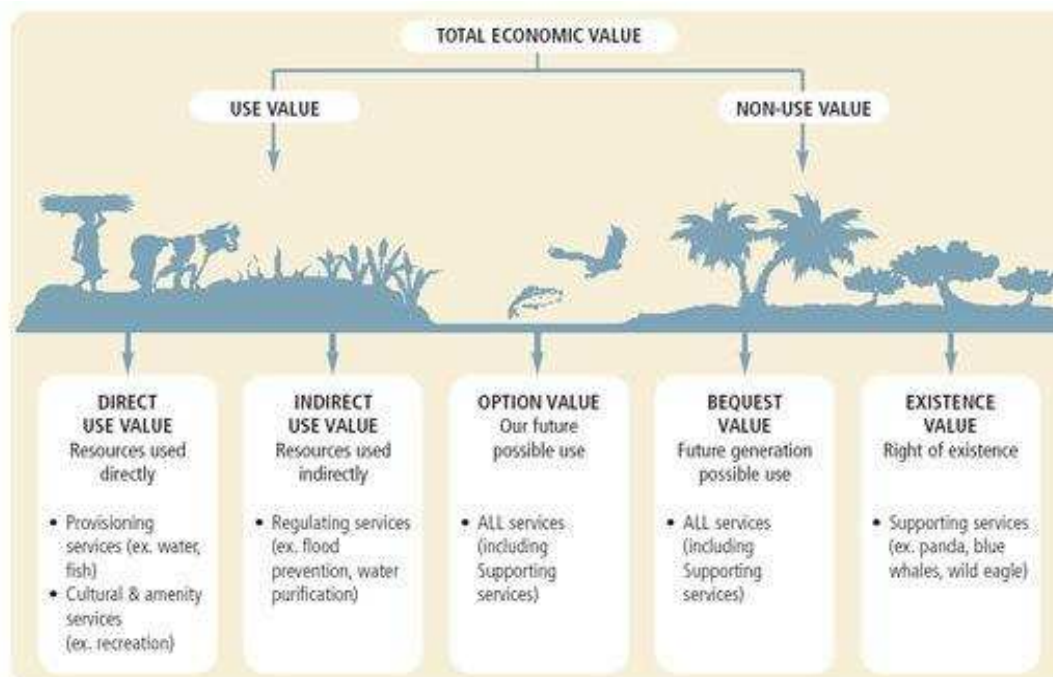 TOTAL ECONOMIC VALUE
USE VALUE
NON-USE VALUE
DIRECT
USE VALUE
Resources used
directly
• Provisioning
services (ex. water,
fish)
• Cultural & amenity
services
(ex. recreation)
INDIRECT
USE VALUE
Resources used
indirectly
• Regulating services
(ex. flood
prevention, water
purification)
OPTION VALUE
Our future
possible use
• ALL services
(including
Supporting
services)
BEQUEST
VALUE
Future generation
possible use
• ALL services
(including
Supporting
services)
EXISTENCE
VALUE
Right of existence
• Supporting services
(ex. panda, blue
whales, wild eagle)